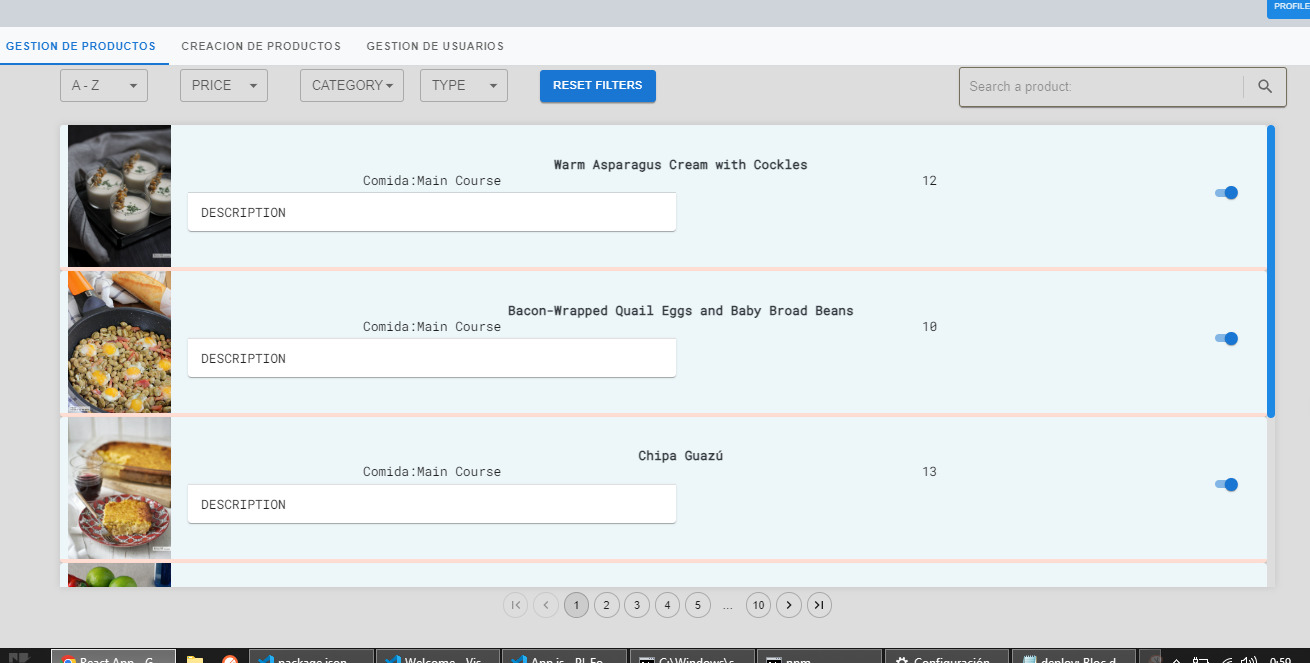 PROFILE
GESTION DE PRODUCTOS CREACION DE PRODUCTOS GESTION DE USUARIOS
A - Z PRICE CATEGORY TYPE RESET FILTERS Search a product:
Warm Asparagus Cream with Cockles
Comida:Main Course 12
DESCRIPTION
Bacon-Wrapped Quail Eggs and Baby Broad Beans
Comida:Main Course 10
DESCRIPTION
Chipa Guazú
Comida:Main Course 13
DESCRIPTION
1 2 3 4 5 ... 10
React App - G package.json Welcome - Vis App.js - PI-Fo C:\Windows\s npm Configuración deploy: Bloc d 0:59